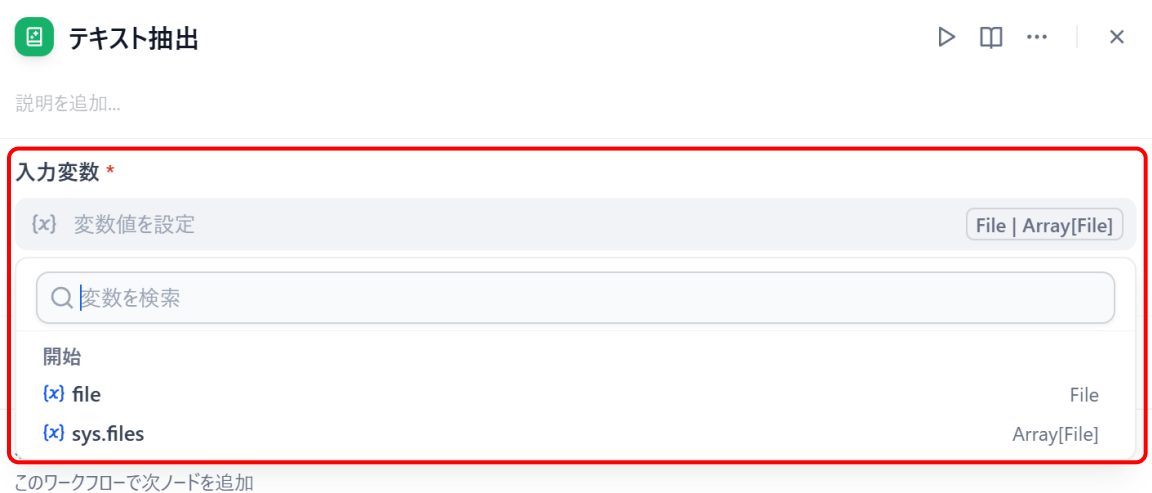 テキスト抽出
説明を追加...
入力変数 *
{x} 変数値を設定 File | Array[File]
変数を検索
開始
{x} file File
{x} sys.files Array[File]
このワークフローで次ノードを追加